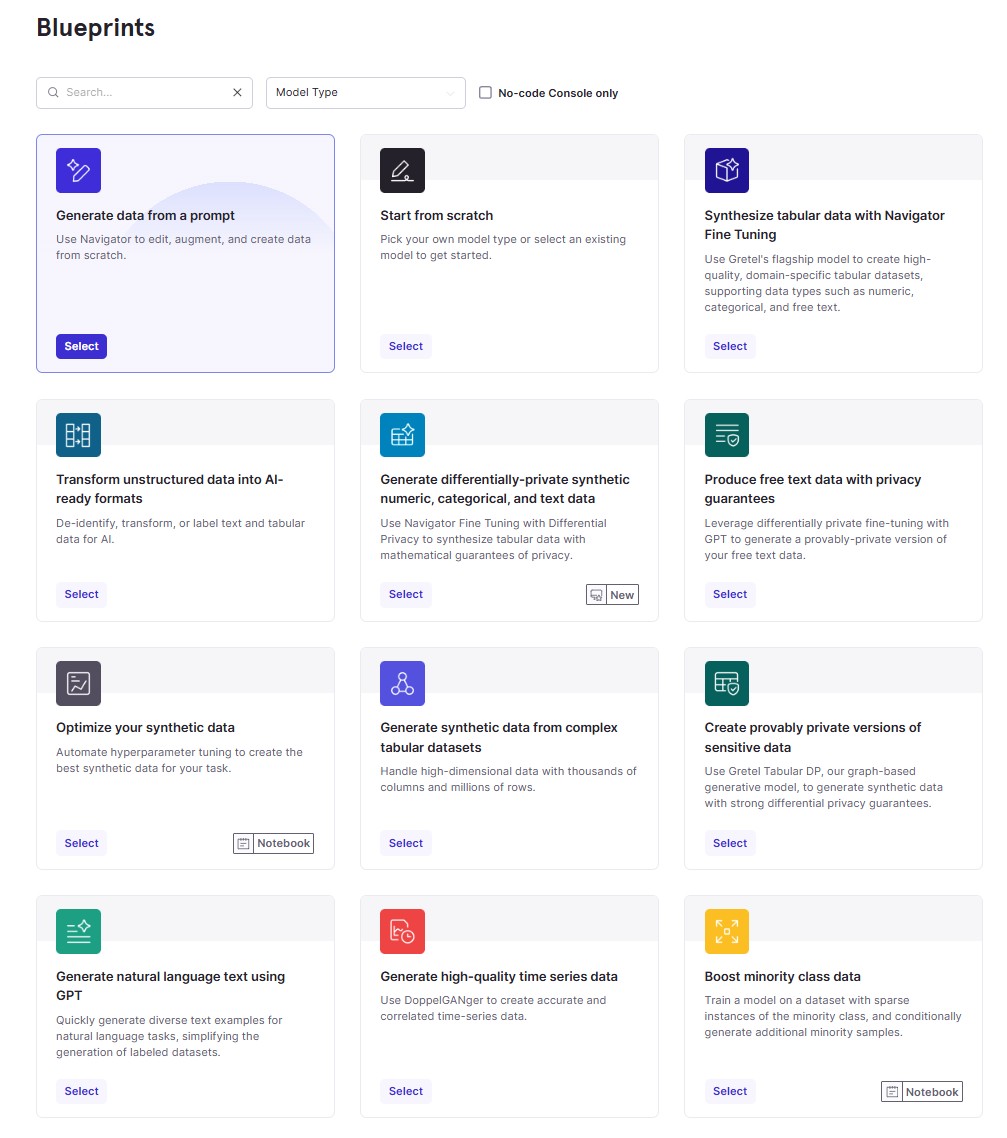 Blueprints
Search...
Model Type
No-code Console only
Generate data from a prompt
Use Navigator to edit, augment, and create data
from scratch.
Select
Start from scratch
Pick your own model type or select an existing
model to get started.
Select
Synthesize tabular data with Navigator
Fine Tuning
Use Gretel's flagship model to create high-
quality, domain-specific tabular datasets,
supporting data types such as numeric,
categorical, and free text.
Select
Transform unstructured data into AI-
ready formats
De-identify, transform, or label text and tabular
data for AI.
Select
Generate differentially-private synthetic
numeric, categorical, and text data
Use Navigator Fine Tuning with Differential
Privacy to synthesize tabular data with
mathematical guarantees of privacy.
Select
New
Produce free text data with privacy
guarantees
Leverage differentially private fine-tuning with
GPT to generate a provably-private version of
your free text data.
Select
Optimize your synthetic data
Automate hyperparameter tuning to create the
best synthetic data for your task.
Select
Notebook
Generate synthetic data from complex
tabular datasets
Handle high-dimensional data with thousands of
columns and millions of rows.
Select
Create provably private versions of
sensitive data
Use Gretel Tabular DP, our graph-based
generative model, to generate synthetic data
with strong differential privacy guarantees.
Select
Generate natural language text using
GPT
Quickly generate diverse text examples for
natural language tasks, simplifying the
generation of labeled datasets.
Select
Generate high-quality time series data
Use DoppelGANger to create accurate and
correlated time-series data.
Select
Boost minority class data
Train a model on a dataset with sparse
instances of the minority class, and conditionally
generate additional minority samples.
Select
Notebook